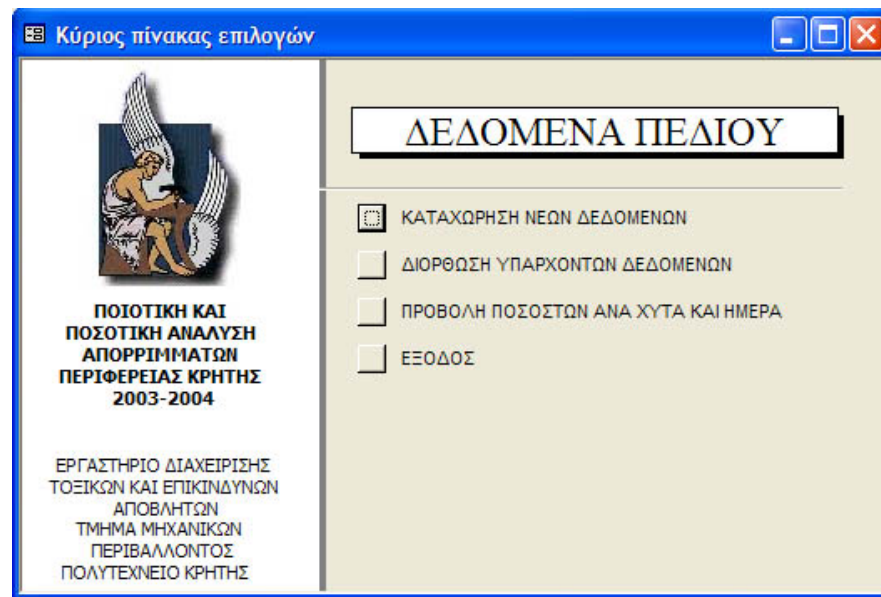 Κύριος πίνακας επιλογών
ΠΟΙΟΤΙΚΗ ΚΑΙ
ΠΟΣΟΤΙΚΗ ΑΝΑΛΥΣΗ
ΑΠΟΡΡΙΜΜΑΤΩΝ
ΠΕΡΙΦΕΡΕΙΑΣ ΚΡΗΤΗΣ
2003-2004
ΕΡΓΑΣΤΗΡΙΟ ΔΙΑΧΕΙΡΙΣΗΣ
ΤΟΞΙΚΩΝ ΚΑΙ ΕΠΙΚΙΝΔΥΝΩΝ
ΑΠΟΒΛΗΤΩΝ
ΤΜΗΜΑ ΜΗΧΑΝΙΚΩΝ
ΠΕΡΙΒΑΛΛΟΝΤΟΣ
ΠΟΛΥΤΕΧΝΕΙΟ ΚΡΗΤΗΣ
ΔΕΔΟΜΕΝΑ ΠΕΔΙΟΥ
ΚΑΤΑΧΩΡΗΣΗ ΝΕΩΝ ΔΕΔΟΜΕΝΩΝ
ΔΙΟΡΘΩΣΗ ΥΠΑΡΧΟΝΤΩΝ ΔΕΔΟΜΕΝΩΝ
ΠΡΟΒΟΛΗ ΠΟΣΟΣΤΩΝ ΑΝΑ ΧΥΤΑ ΚΑΙ ΗΜΕΡΑ
ΕΞΟΔΟΣ